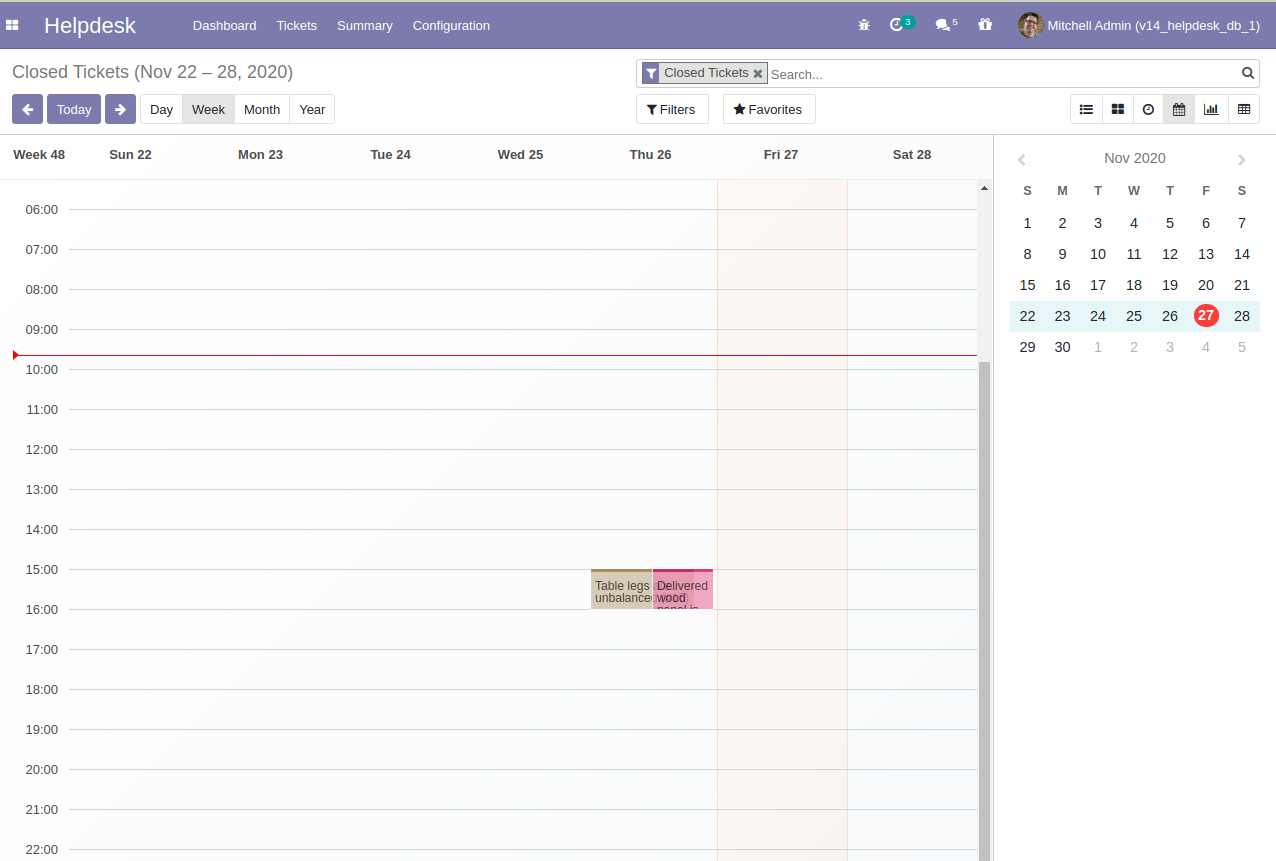 Helpdesk Dashboard Tickets Summary Configuration 3 5 Mitchell Admin (v14_helpdesk_db_1)
Closed Tickets (Nov 22 – 28, 2020)
Closed Tickets Search...
Today Day Week Month Year Filters Favorites
Week 48 Sun 22 Mon 23 Tue 24 Wed 25 Thu 26 Fri 27 Sat 28
06:00
07:00
08:00
09:00
10:00
11:00
12:00
13:00
14:00
15:00
Table legs Delivered
unbalanced wood
panel is
16:00
17:00
18:00
19:00
20:00
21:00
22:00
Nov 2020
S M T W T F S
1 2 3 4 5 6 7
8 9 10 11 12 13 14
15 16 17 18 19 20 21
22 23 24 25 26 27 28
29 30 1 2 3 4 5